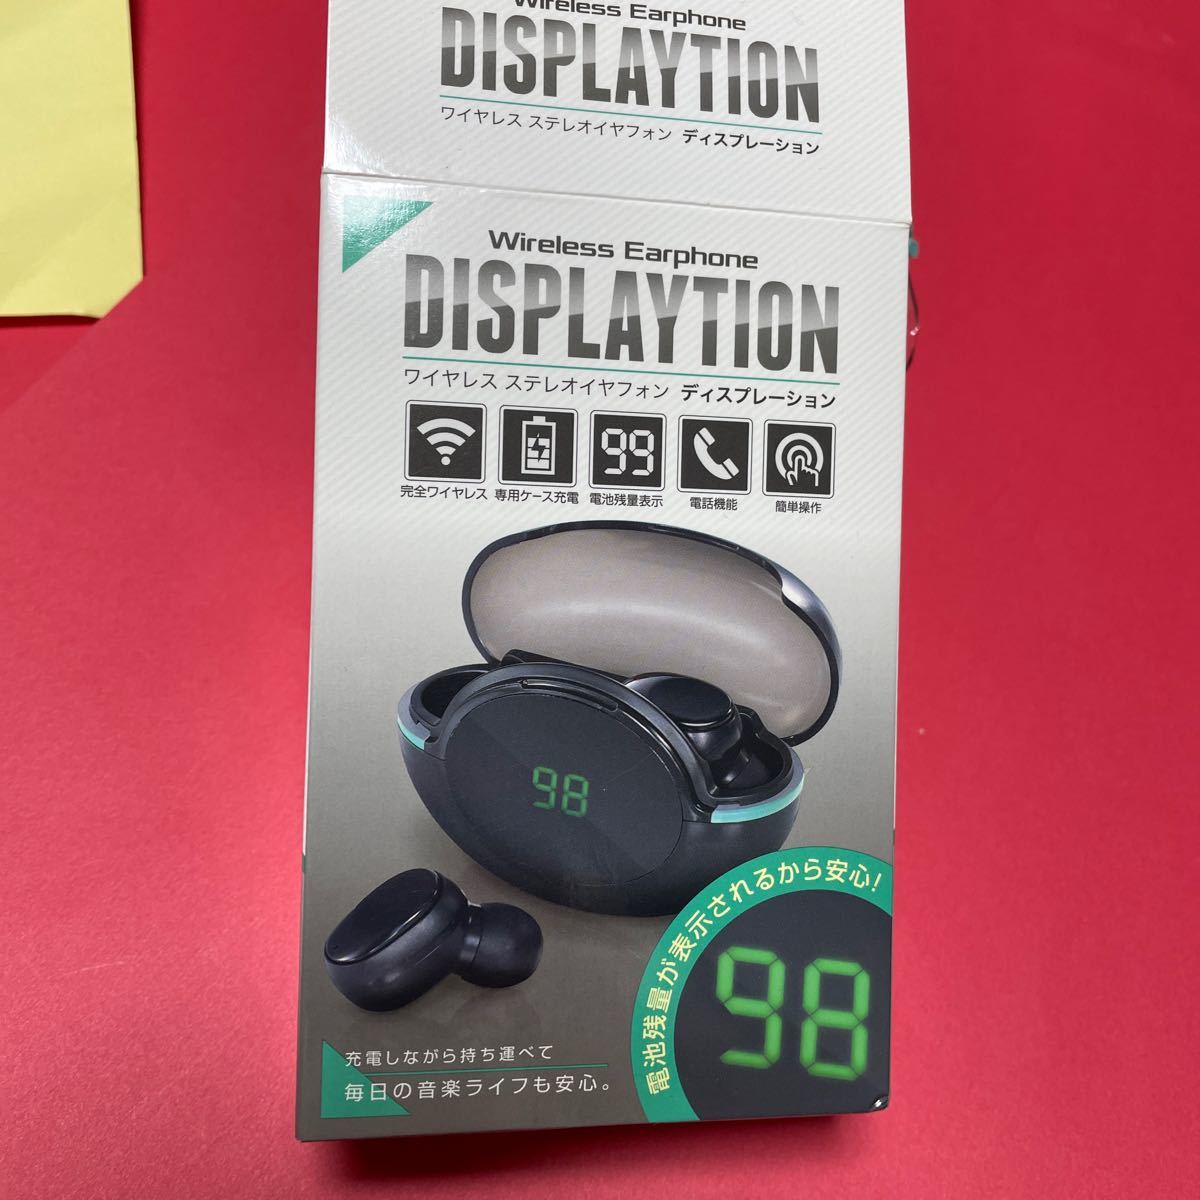 Wireless Earphone
DISPLAYTION
ワイヤレス ステレオイヤフォン ディスプレーション
Wireless Earphone
DISPLAYTION
ワイヤレス ステレオイヤフォン ディスプレーション
99
完全ワイヤレス 専用ケース充電 電池残量表示 電話機能 簡単操作
98
電池残量が表示されるから安心!
98
充電しながら持ち運べて
毎日の音楽ライフも安心。